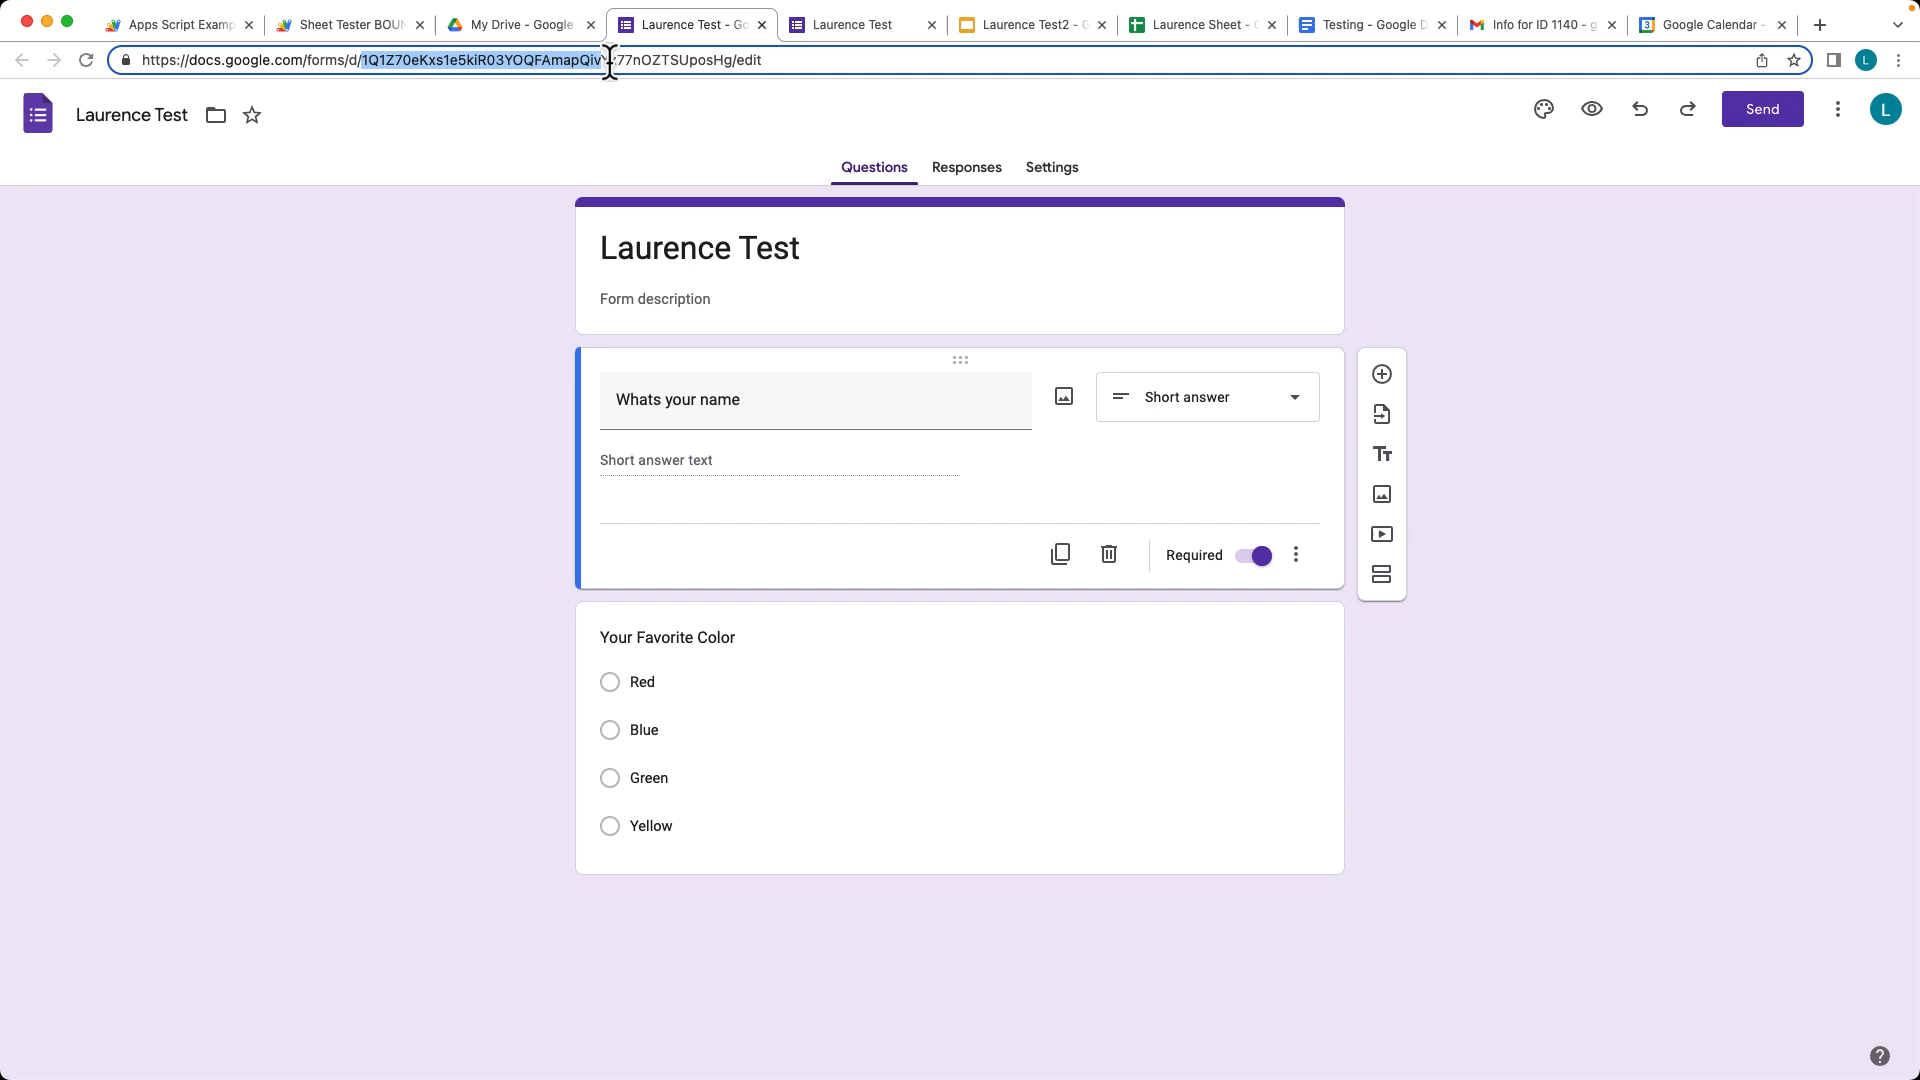 Apps Script Examp
Sheet Tester BOUN
My Drive - Google
Laurence Test - Go
Laurence Test
Laurence Test2 - G
Laurence Sheet - G
Testing - Google D
Info for ID 1140 - g
Google Calendar -
https://docs.google.com/forms/d/1Q1Z70eKxs1e5kiR03YOQFAmapQiv 77nOZTSUposHg/edit
L
Laurence Test
Send
L
Questions
Responses
Settings
Laurence Test
Form description
Whats your name
Short answer
Short answer text
Required
Your Favorite Color
Red
Blue
Green
Yellow